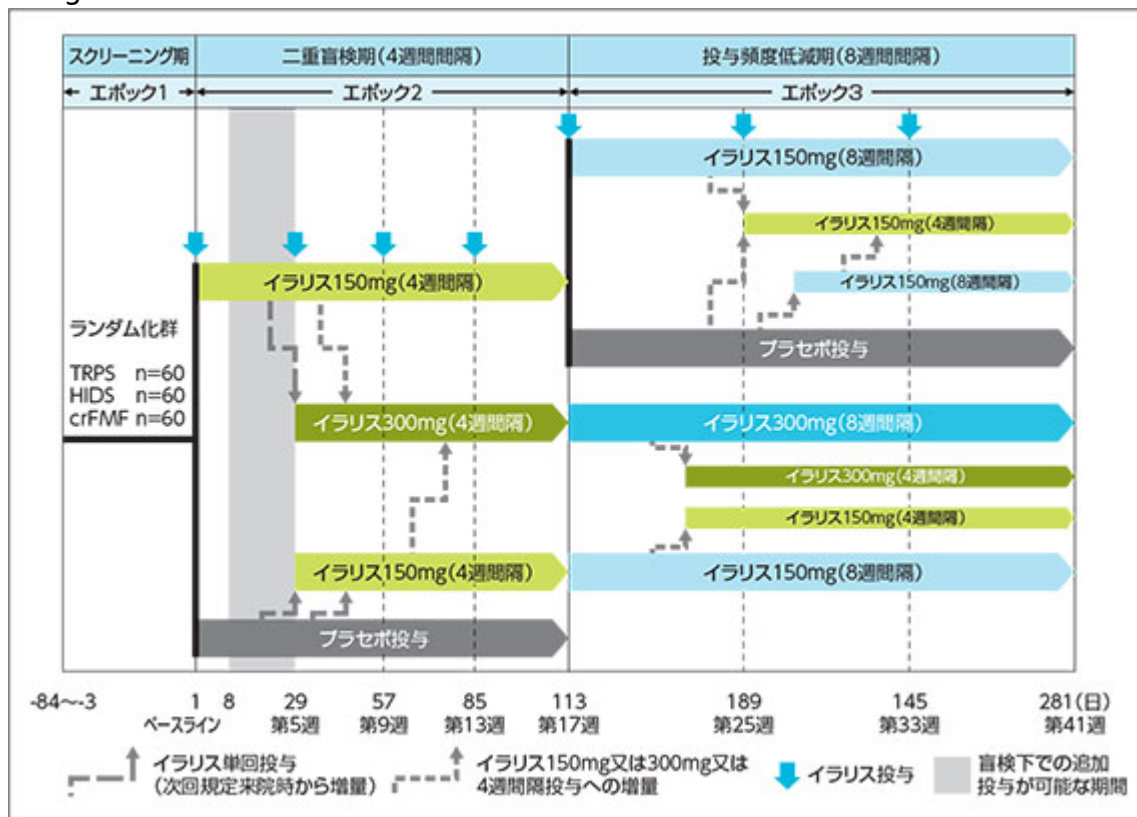 スクリーニング期
二重盲検期(4週間間隔)
投与頻度低減期(8週間間隔)
エポック1
エポック2
エポック3
イラリス150mg(8週間隔)
イラリス150mg(4週間隔)
イラリス150mg(4週間隔)
イラリス150mg(8週間隔)
ランダム化群
プラセボ投与
TRPS n=60
HIDS n=60
crFMF n=60
イラリス300mg(4週間隔)
イラリス300mg(8週間隔)
イラリス300mg(4週間隔)
イラリス150mg(4週間隔)
イラリス150mg(4週間隔)
イラリス150mg(8週間隔)
プラセボ投与
-84～-3 1 8 29 57 85 113 189 145 281(日)
ベースライン 第5週 第9週 第13週 第17週 第25週 第33週 第41週
イラリス単回投与
(次回規定来院時から増量)
イラリス150mg又は300mg又は
4週間隔投与への増量
イラリス投与
盲検下での追加
投与が可能な期間